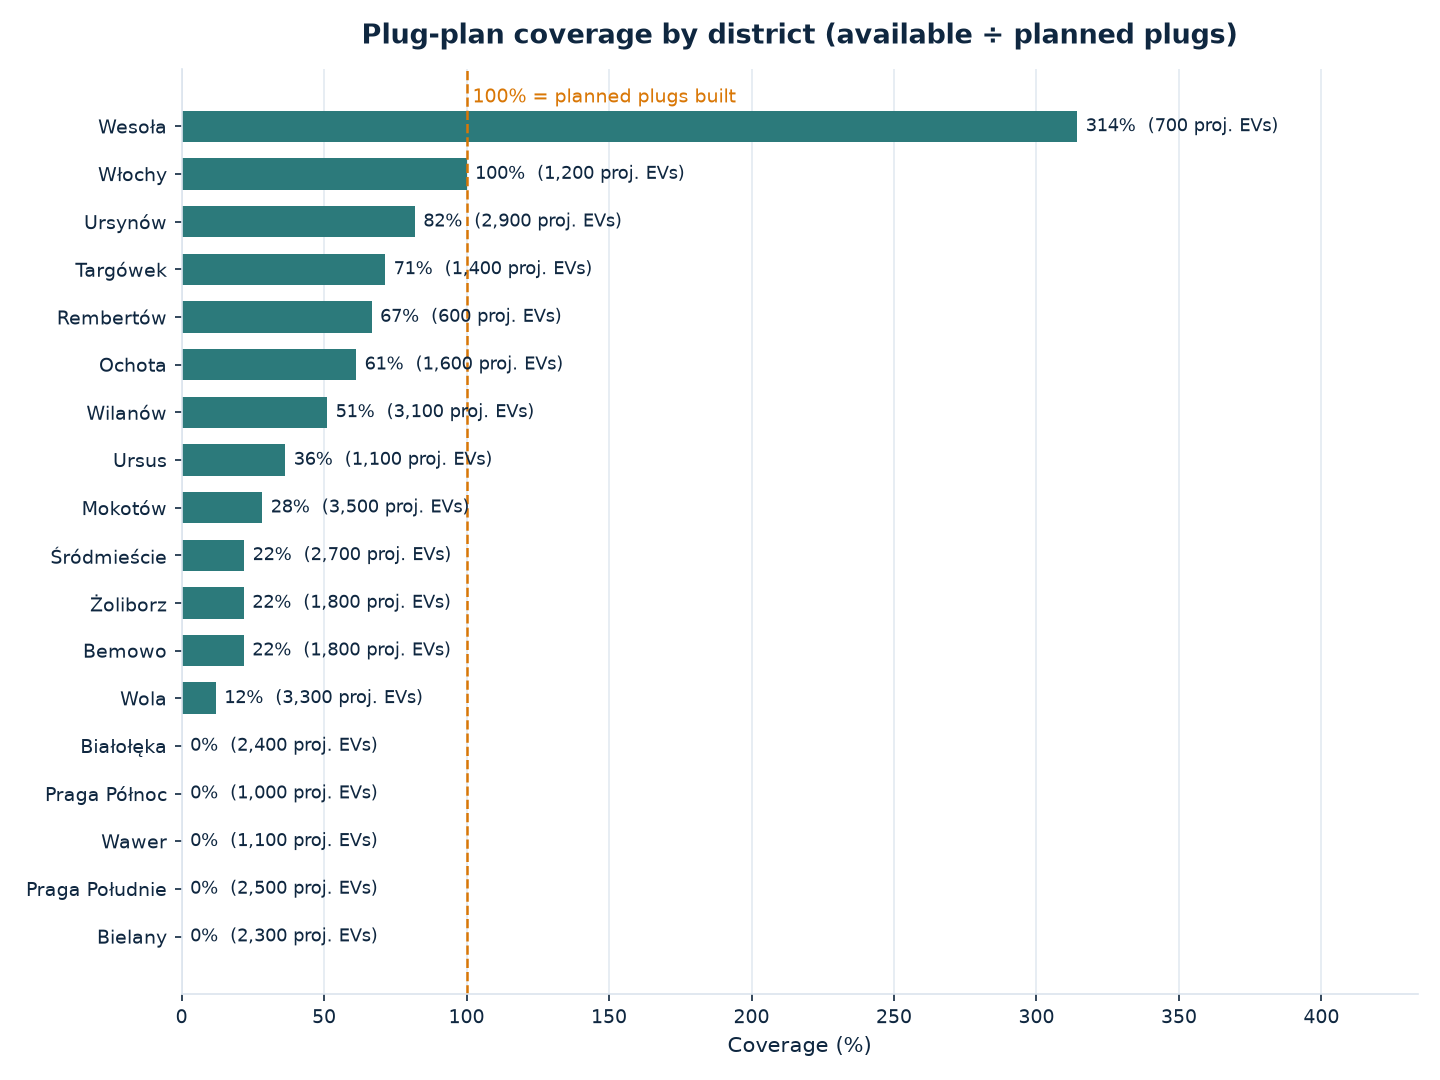 Plug-plan coverage by district (available ÷ planned plugs)
100% = planned plugs built
Wesoła 314% (700 proj. EVs)
Włochy 100% (1,200 proj. EVs)
Ursynów 82% (2,900 proj. EVs)
Targówek 71% (1,400 proj. EVs)
Rembertów 67% (600 proj. EVs)
Ochota 61% (1,600 proj. EVs)
Wilanów 51% (3,100 proj. EVs)
Ursus 36% (1,100 proj. EVs)
Mokotów 28% (3,500 proj. EVs)
Śródmieście 22% (2,700 proj. EVs)
Żoliborz 22% (1,800 proj. EVs)
Bemowo 22% (1,800 proj. EVs)
Wola 12% (3,300 proj. EVs)
Białołęka 0% (2,400 proj. EVs)
Praga Północ 0% (1,000 proj. EVs)
Wawer 0% (1,100 proj. EVs)
Praga Południe 0% (2,500 proj. EVs)
Bielany 0% (2,300 proj. EVs)
0 50 100 150 200 250 300 350 400
Coverage (%)